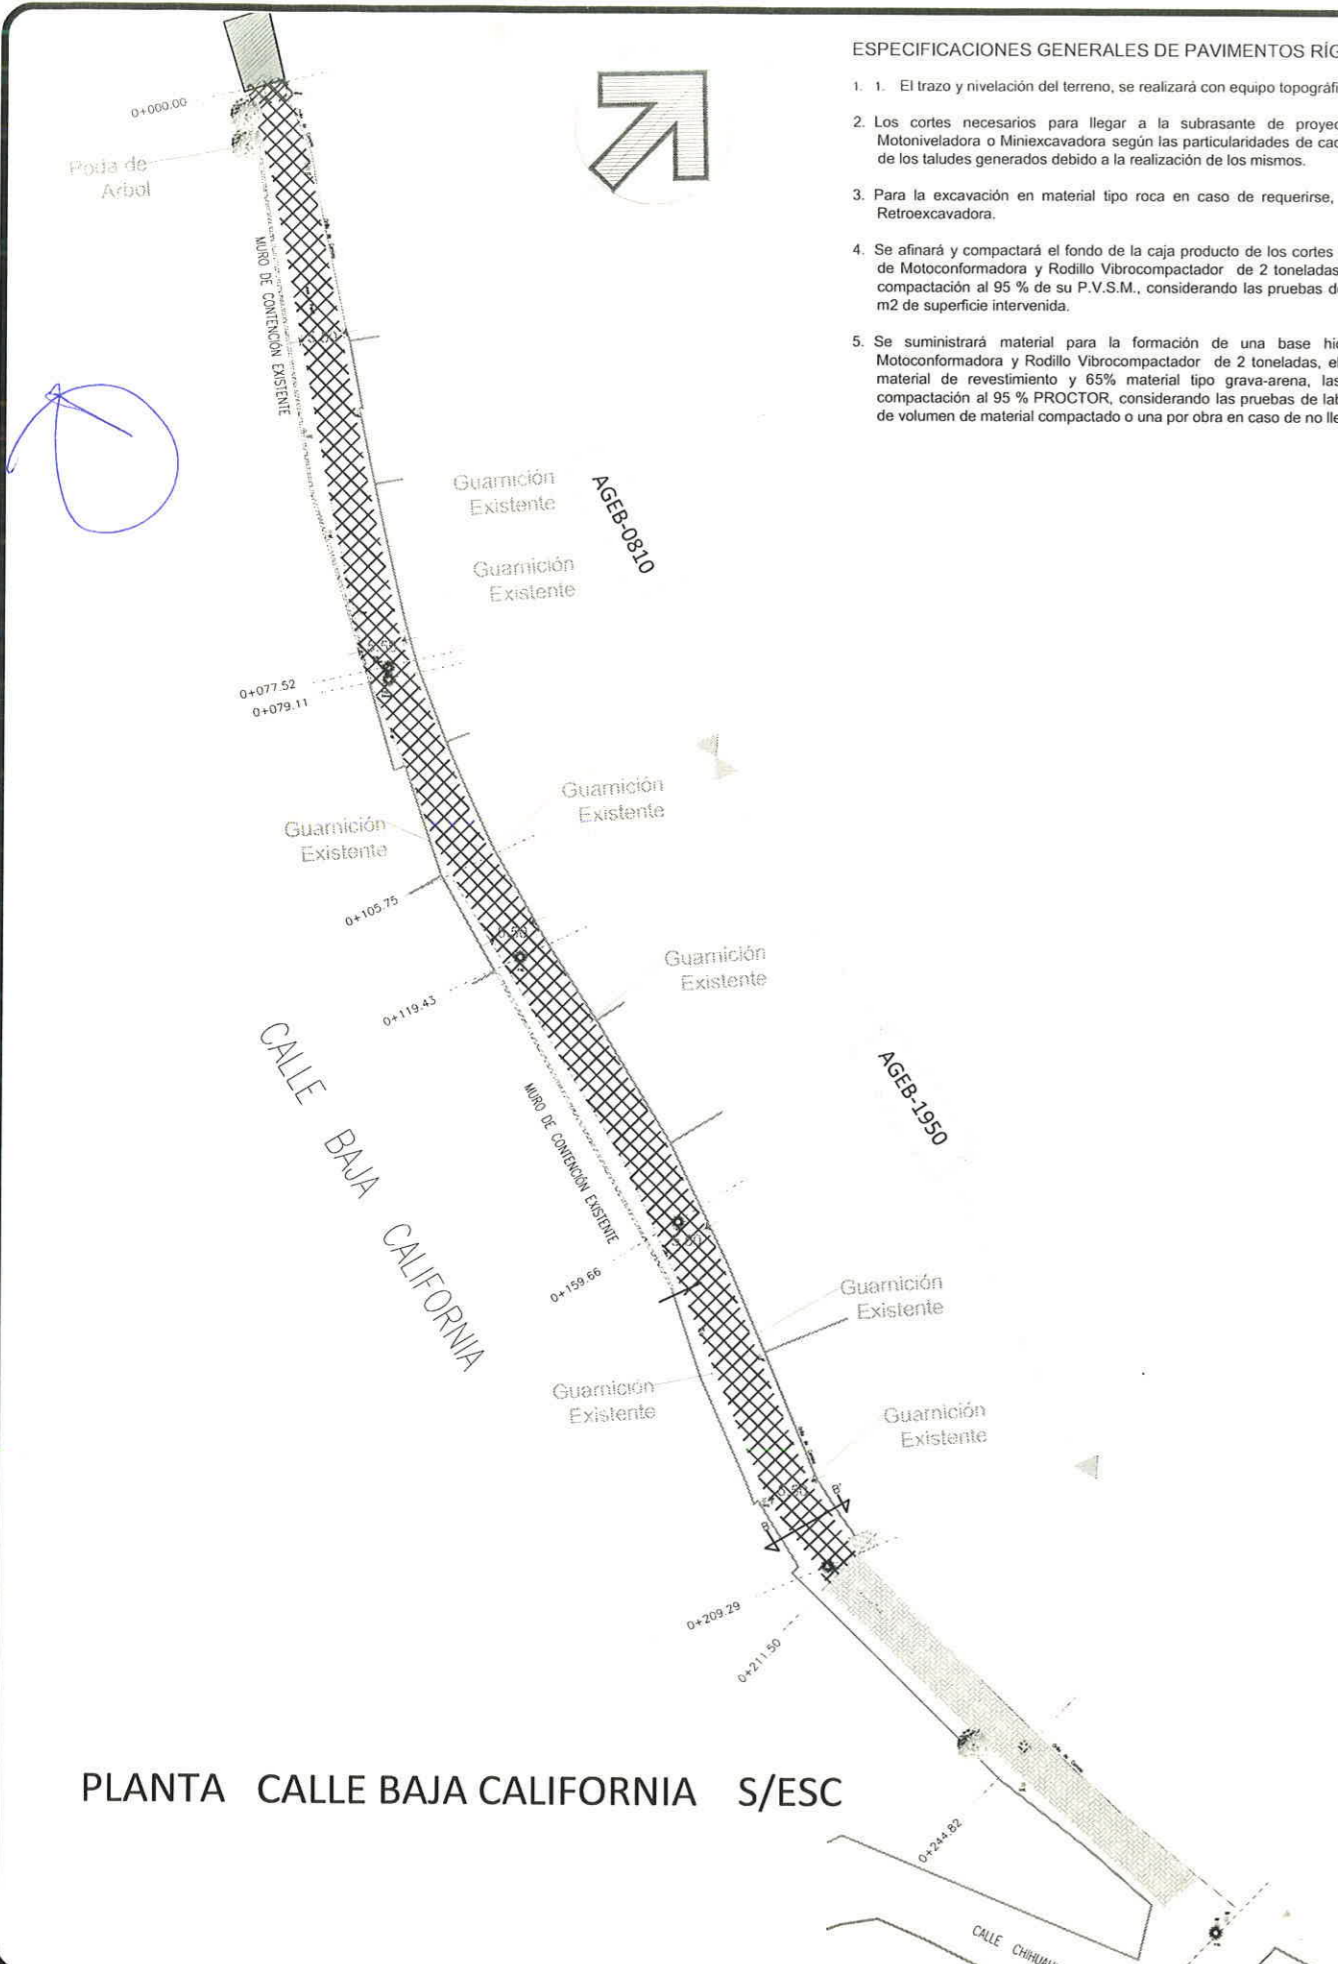 ESPECIFICACIONES GENERALES DE PAVIMENTOS RÍG
1. 1. El trazo y nivelación del terreno, se realizará con equipo topográfi
2. Los cortes necesarios para llegar a la subrasante de proyec
Motoniveladora o Miniexcavadora según las particularidades de cad
de los taludes generados debido a la realización de los mismos.
3. Para la excavación en material tipo roca en caso de requerirse,
Retroexcavadora.
4. Se afinará y compactará el fondo de la caja producto de los cortes
de Motoconformadora y Rodillo Vibrocompactador de 2 toneladas
compactación al 95 % de su P.V.S.M., considerando las pruebas de
m2 de superficie intervenida.
5. Se suministrará material para la formación de una base hid
Motoconformadora y Rodillo Vibrocompactador de 2 toneladas, el
material de revestimiento y 65% material tipo grava-arena, las
compactación al 95 % PROCTOR, considerando las pruebas de lab
de volumen de material compactado o una por obra en caso de no lle
0+000.00
Poda de
Arbol
MURO DE CONTENCIÓN EXISTENTE
Guarnición
Existente
AGEB-0810
Guarnición
Existente
5.50
0+077.52
0+079.11
Guarnición
Existente
Guarnición
Existente
0+105.75
5.50
Guarnición
Existente
0+119.43
CALLE BAJA CALIFORNIA
MURO DE CONTENCIÓN EXISTENTE
AGEB-1950
0+159.66
Guarnición
Existente
Guarnición
Existente
Guarnición
Existente
B'
B
0+209.29
0+211.50
PLANTA CALLE BAJA CALIFORNIA S/ESC
0+244.82
CALLE CHIHUAH